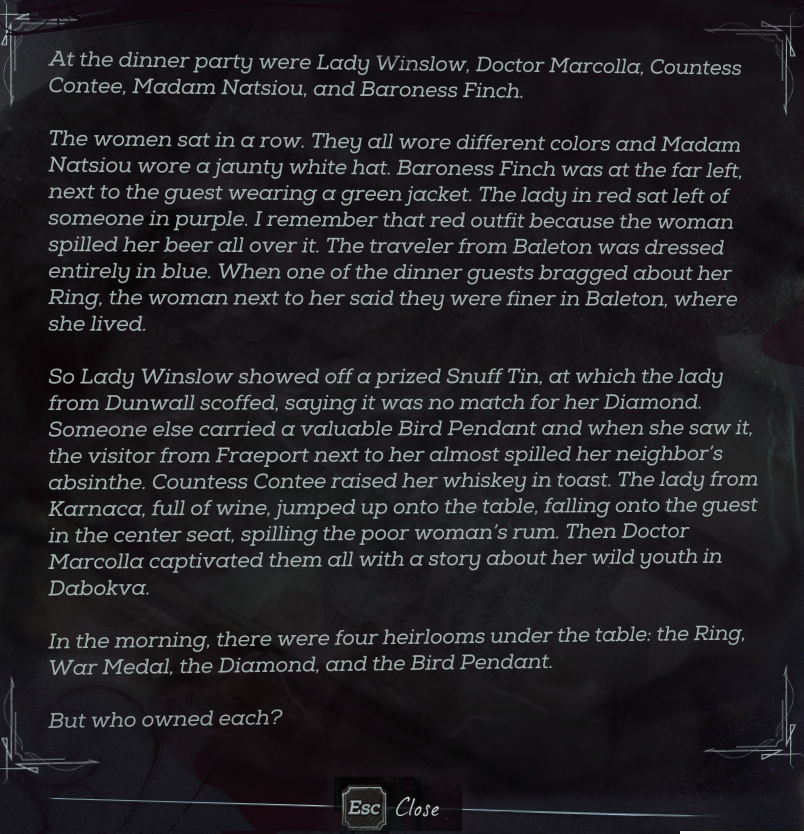 At the dinner party were Lady Winslow, Doctor Marcolla, Countess
Contee, Madam Natsiou, and Baroness Finch.
The women sat in a row. They all wore different colors and Madam
Natsiou wore a jaunty white hat. Baroness Finch was at the far left,
next to the guest wearing a green jacket. The lady in red sat left of
someone in purple. I remember that red outfit because the woman
spilled her beer all over it. The traveler from Baleton was dressed
entirely in blue. When one of the dinner guests bragged about her
Ring, the woman next to her said they were finer in Baleton, where
she lived.
So Lady Winslow showed off a prized Snuff Tin, at which the lady
from Dunwall scoffed, saying it was no match for her Diamond.
Someone else carried a valuable Bird Pendant and when she saw it,
the visitor from Fraeport next to her almost spilled her neighbor's
absinthe. Countess Contee raised her whiskey in toast. The lady from
Karnaca, full of wine, jumped up onto the table, falling onto the guest
in the center seat, spilling the poor woman's rum. Then Doctor
Marcolla captivated them all with a story about her wild youth in
Dabokva.
In the morning, there were four heirlooms under the table: the Ring,
War Medal, the Diamond, and the Bird Pendant.
But who owned each?
Esc Close